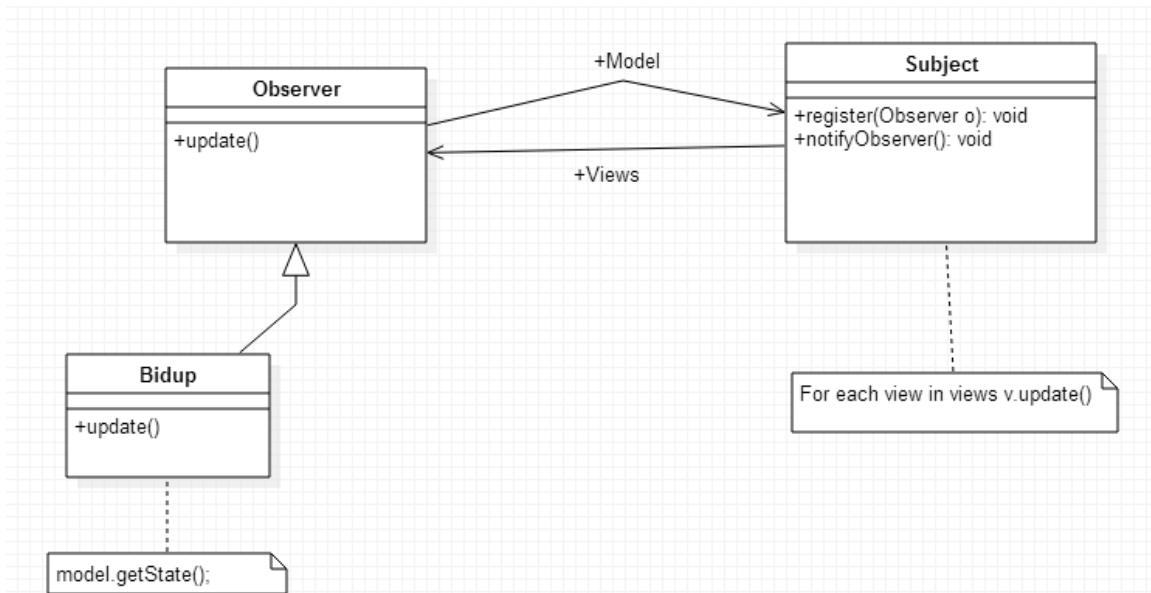 +Model
Observer
Subject
+update()
+register(Observer o): void
+notifyObserver(): void
+Views
Bidup
+update()
For each view in views v.update()
model.getState();